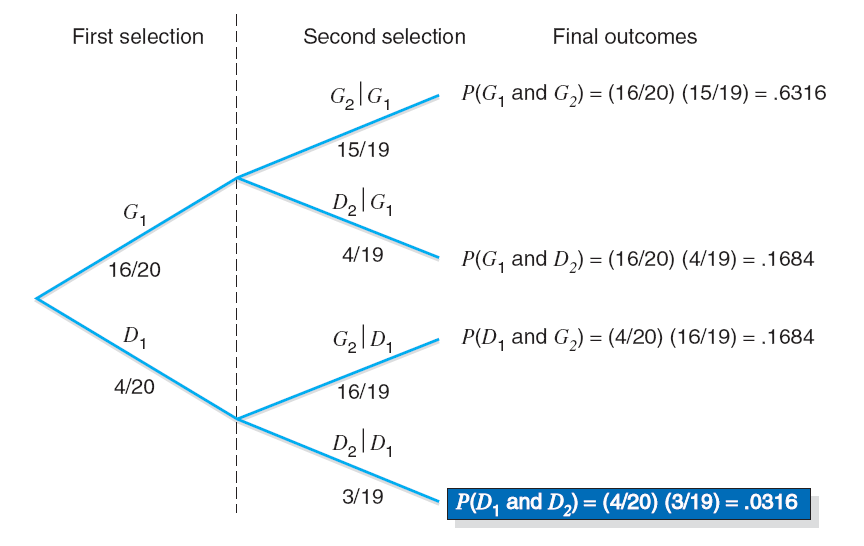 First selection Second selection Final outcomes
G₂|G₁ P(G₁ and G₂) = (16/20) (15/19) = .6316
15/19
D₂|G₁
G₁
4/19 P(G₁ and D₂) = (16/20) (4/19) = .1684
16/20
D₁ G₂|D₁ P(D₁ and G₂) = (4/20) (16/19) = .1684
4/20 16/19
D₂|D₁
3/19 P(D₁ and D₂) = (4/20) (3/19) = .0316